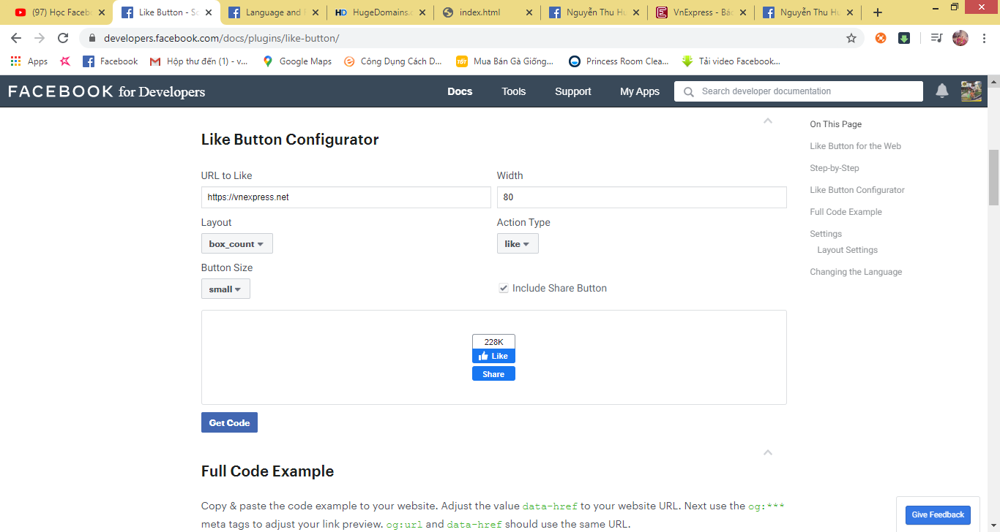 (97) Học Faceb
Like Button - So
Language and
HugeDomains.c
index.html
Nguyễn Thu Hu
VnExpress - Bác
Nguyễn Thu Hu
developers.facebook.com/docs/plugins/like-button/
Apps
Facebook
Hộp thư đến (1) - v...
Google Maps
Công Dụng Cách D...
Mua Bán Gà Giống...
Princess Room Clea...
Tải video Facebook...
FACEBOOK for Developers
Docs
Tools
Support
My Apps
Search developer documentation
Like Button Configurator
URL to Like
Width
https://vnexpress.net
80
Layout
Action Type
box_count
like
Button Size
small
Include Share Button
228K
Like
Share
Get Code
Full Code Example
Copy & paste the code example to your website. Adjust the value data-href to your website URL. Next use the og:***
meta tags to adjust your link preview. og:url and data-href should use the same URL.
On This Page
Like Button for the Web
Step-by-Step
Like Button Configurator
Full Code Example
Settings
Layout Settings
Changing the Language
Give Feedback